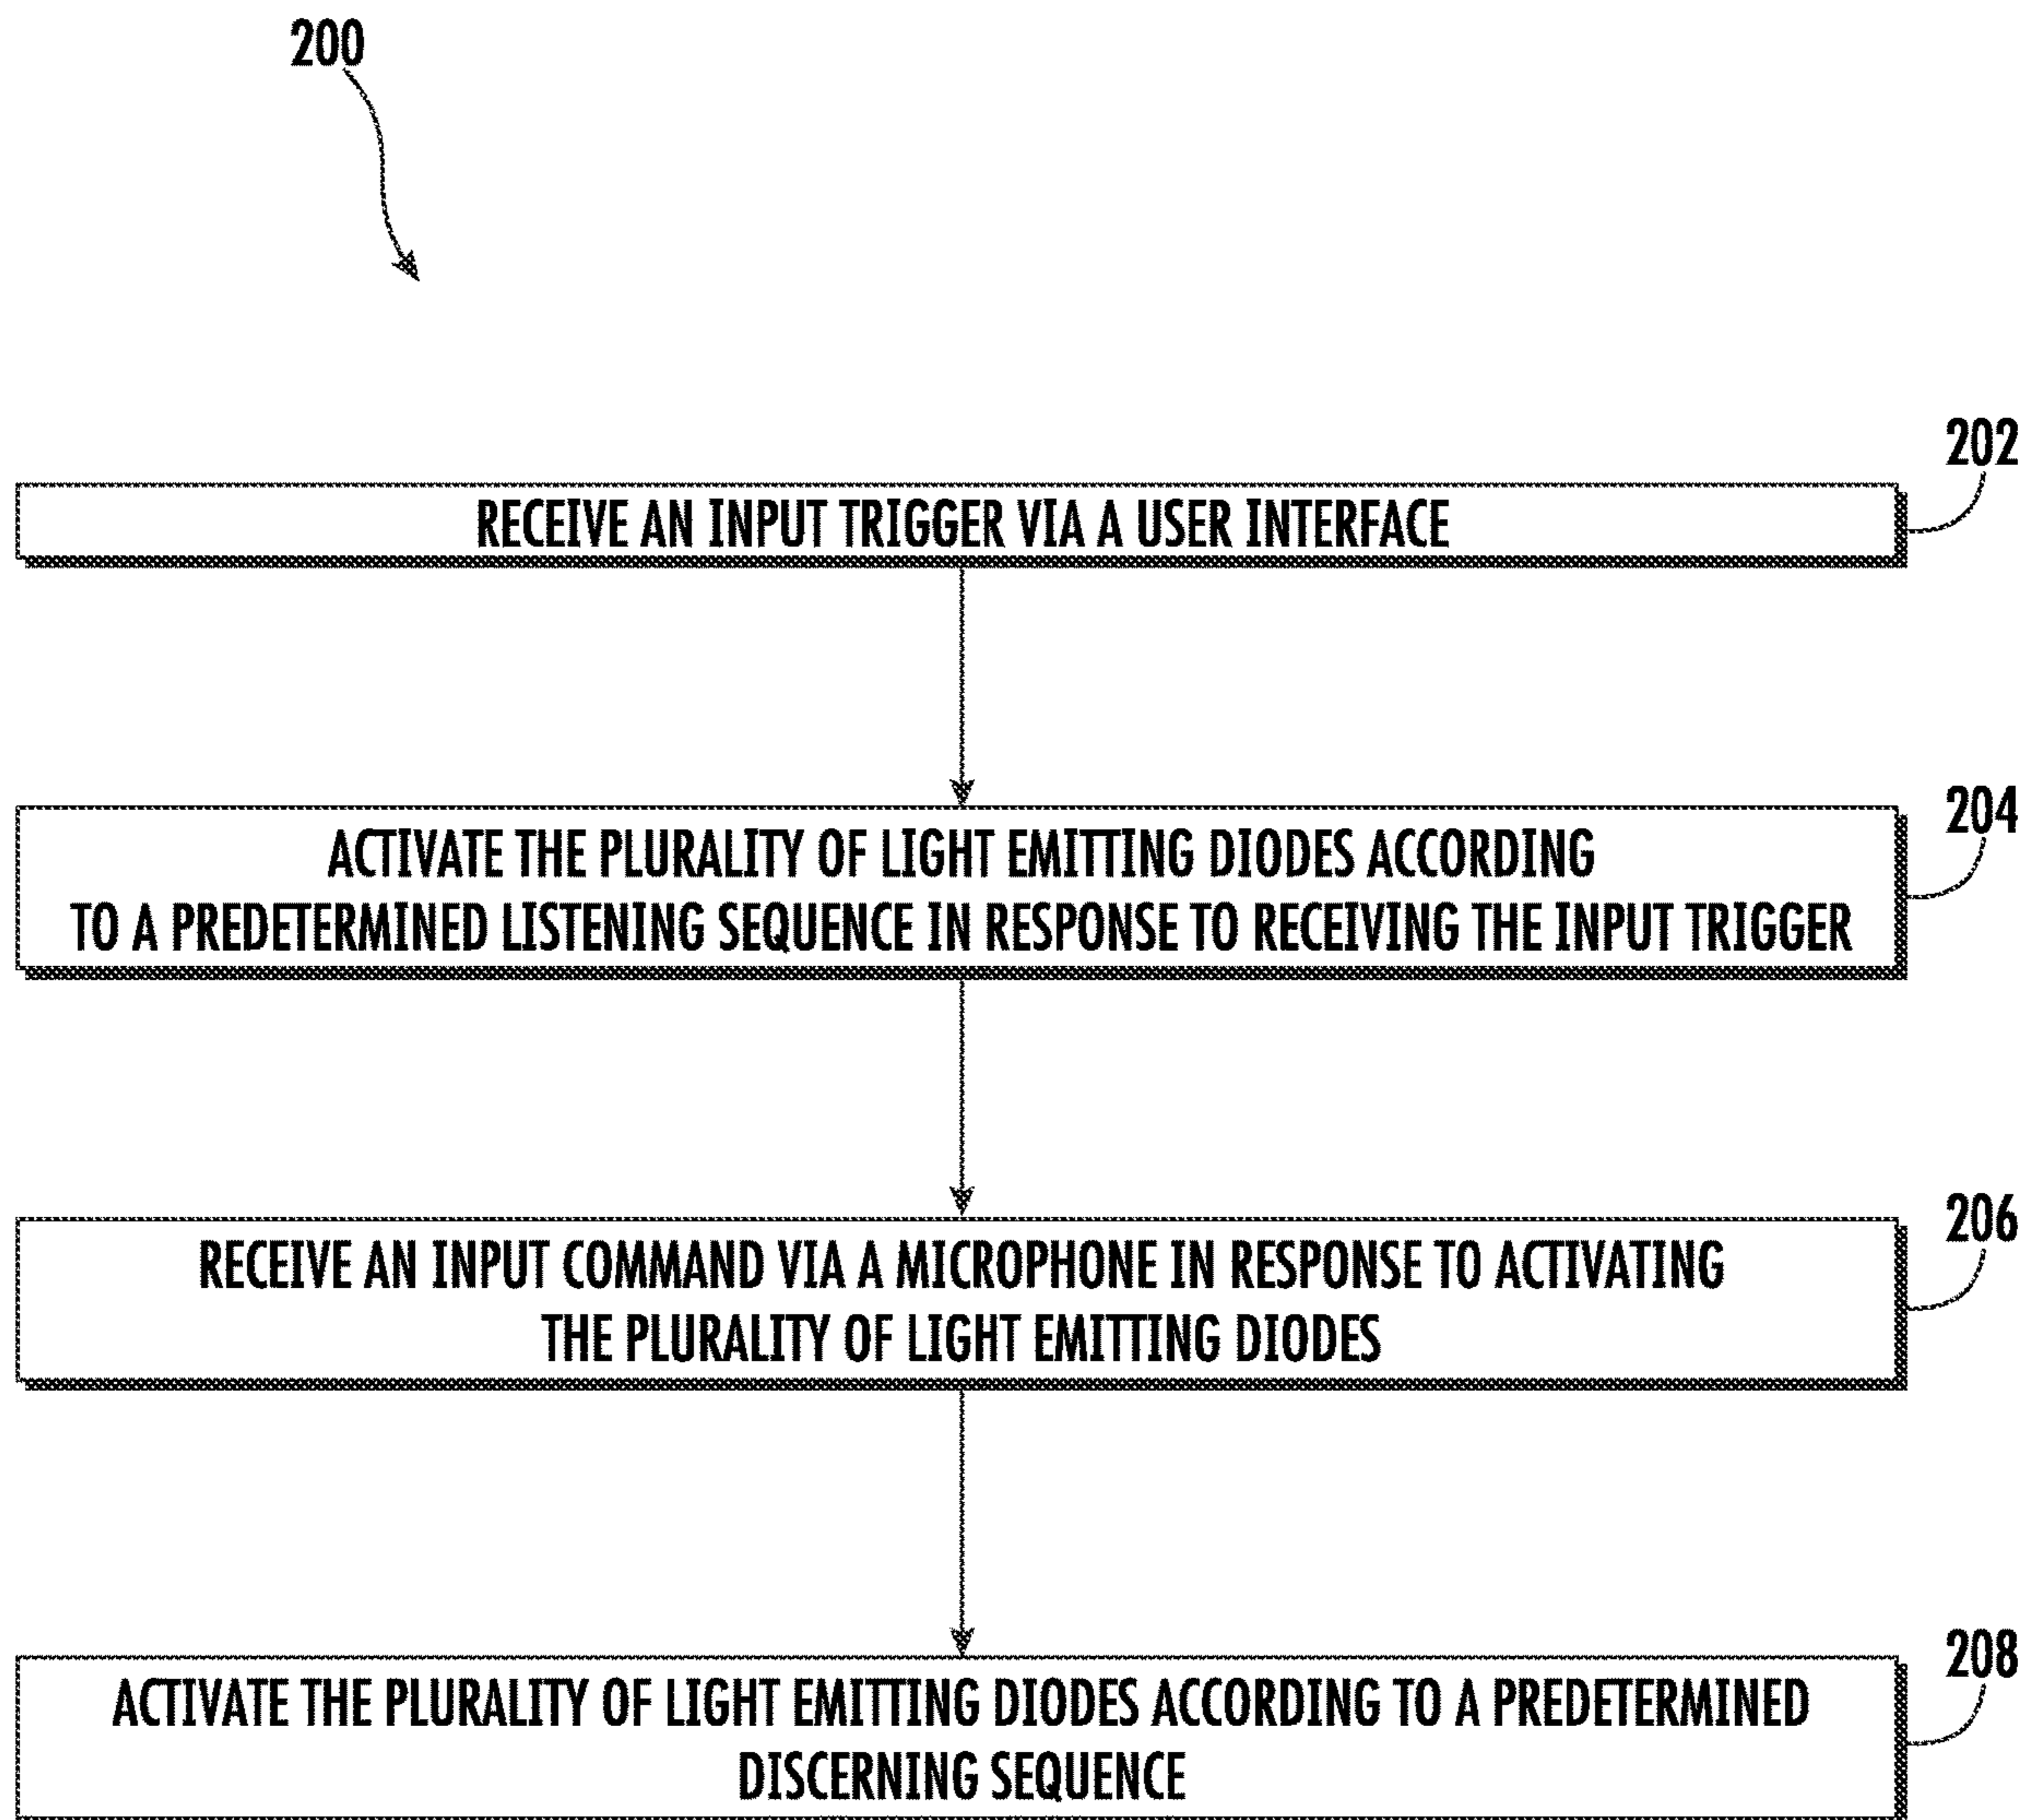 200
202
RECEIVE AN INPUT TRIGGER VIA A USER INTERFACE
204
ACTIVATE THE PLURALITY OF LIGHT EMITTING DIODES ACCORDING
TO A PREDETERMINED LISTENING SEQUENCE IN RESPONSE TO RECEIVING THE INPUT TRIGGER
206
RECEIVE AN INPUT COMMAND VIA A MICROPHONE IN RESPONSE TO ACTIVATING
THE PLURALITY OF LIGHT EMITTING DIODES
208
ACTIVATE THE PLURALITY OF LIGHT EMITTING DIODES ACCORDING TO A PREDETERMINED
DISCERNING SEQUENCE